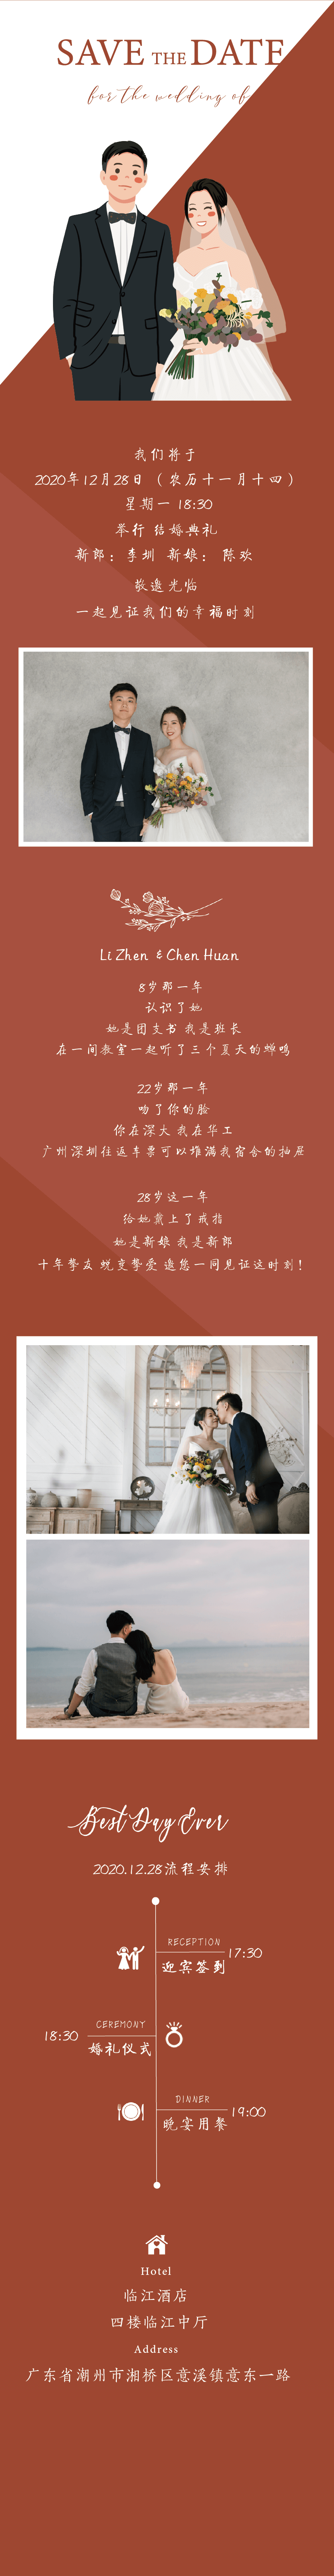 SAVE THE DATE
for the wedding of
我们将于
2020年12月28日 （农历十一月十四）
星期一 18:30
举行 结婚典礼
新郎：李圳 新娘：陈欢
敬邀光临
一起见证我们的幸福时刻
Li Zhen & Chen Huan
8岁那一年
认识了她
她是团支书 我是班长
在一间教室一起听了三个夏天的蝉鸣
22岁那一年
吻了你的脸
你在深大 我在华工
广州深圳往返车票可以堆满我宿舍的抽屉
28岁这一年
给她戴上了戒指
她是新娘 我是新郎
十年挚友 蜕变挚爱 邀您一同见证这时刻！
Best Day Ever
2020.12.28流程安排
RECEPTION
17:30
迎宾签到
CEREMONY
18:30
婚礼仪式
DINNER
19:00
晚宴用餐
Hotel
临江酒店
四楼临江中厅
Address
广东省潮州市湘桥区意溪镇意东一路